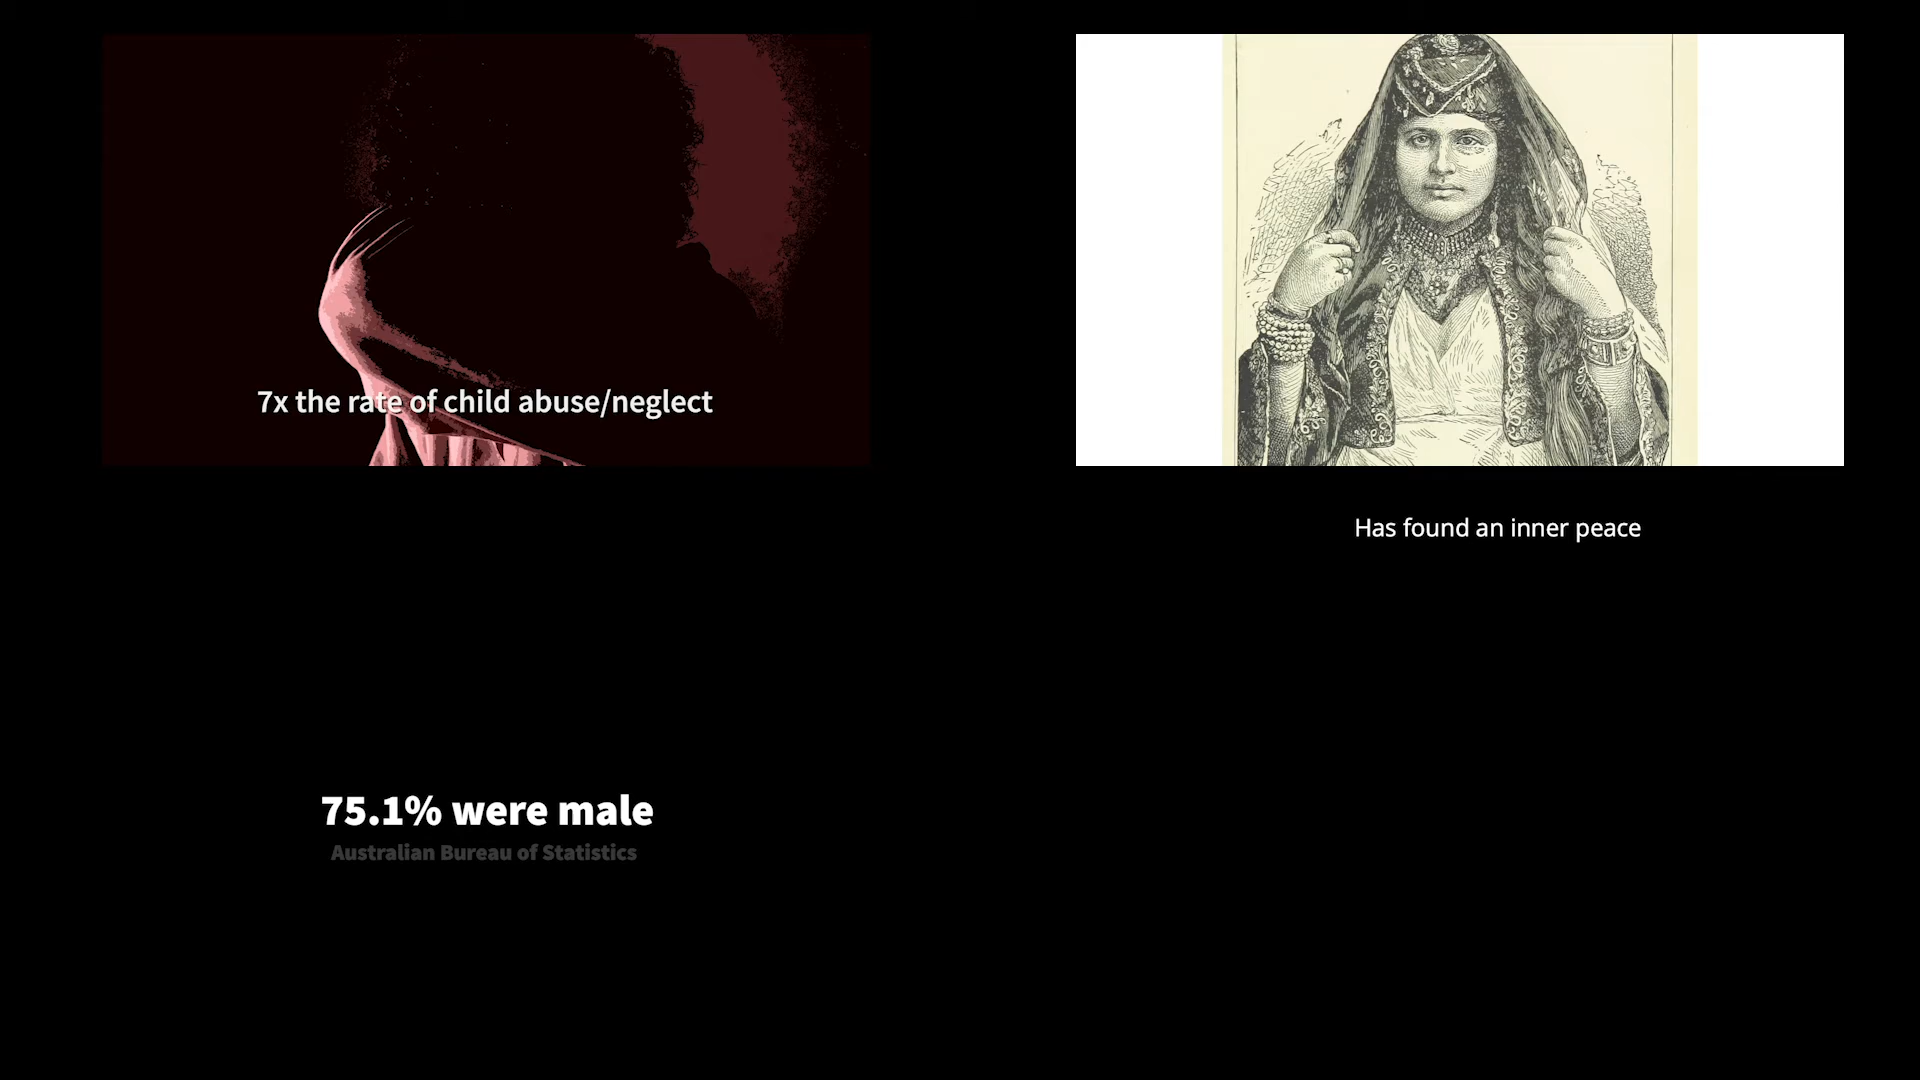 7x the rate of child abuse/neglect
Has found an inner peace
75.1% were male
Australian Bureau of Statistics